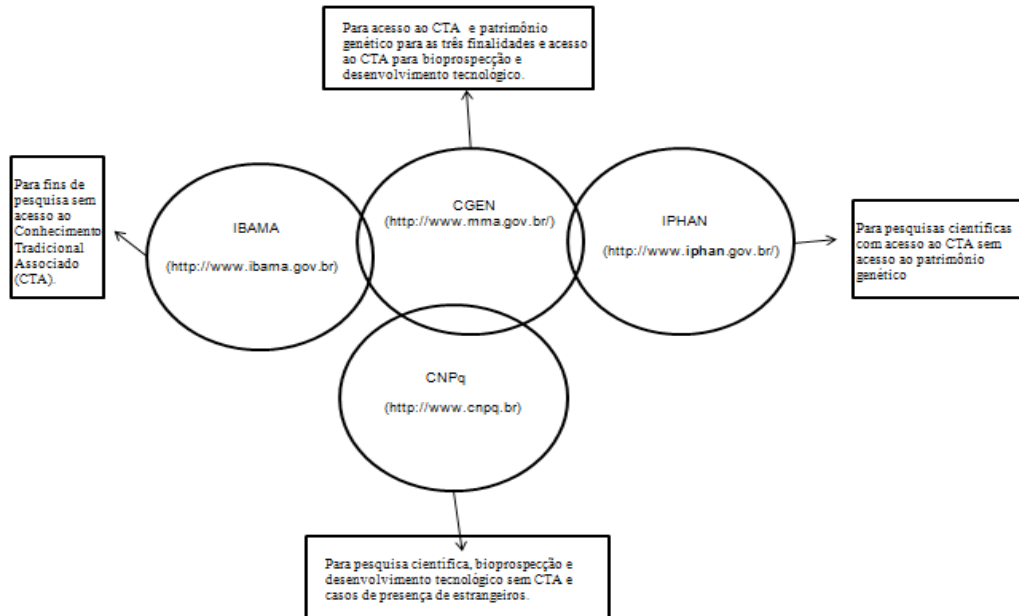 Para acesso ao CTA e patrimônio
genético para as três finalidades e acesso
ao CTA para bioprospecção e
desenvolvimento tecnológico.
Para fins de
pesquisa sem
acesso ao
Conhecimento
Tradicional
Associado
(CTA).
IBAMA
(http://www.ibama.gov.br)
CGEN
(http://www.mma.gov.br/)
IPHAN
(http://www.iphan.gov.br/)
Para pesquisas científicas
com acesso ao CTA sem
acesso ao patrimônio
genético
CNPq
(http://www.cnpq.br)
Para pesquisa científica, bioprospecção e
desenvolvimento tecnológico sem CTA e
casos de presença de estrangeiros.